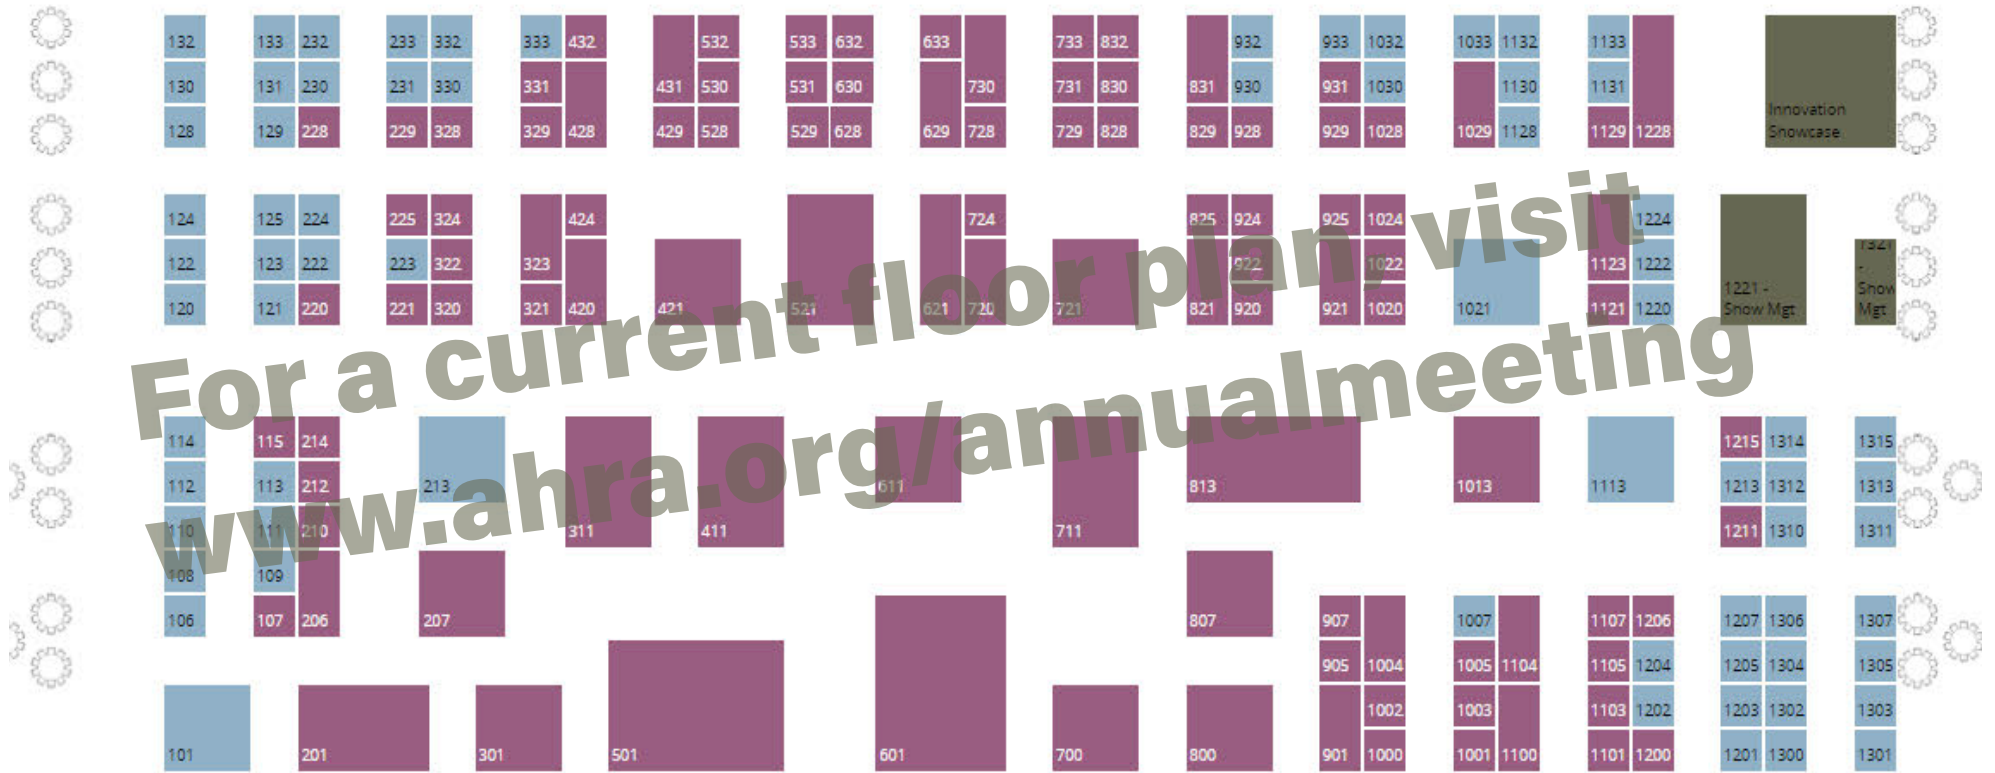 132 133 232 233 332 333 432 532 533 632 633 733 832 932 933 1032 1033 1132 1133
130 131 230 231 330 331 431 530 531 630 730 731 830 831 930 931 1030 1130 1131
Innovation
128 129 228 229 328 329 428 429 528 529 628 629 728 729 828 829 928 929 1028 1029 1128 1129 1228
Snowcase
124 125 224 225 324 424 724 825 924 925 1024 1224
122 123 222 223 322 323 922 1022 1123 1222
1321
-
Snow
Mgt
1221 -
Snow Mgt
120 121 220 221 320 321 420 421 521 621 720 721 821 920 921 1020 1021 1121 1220
For a current floor plan, visit
www.ahra.org/annualmeeting
114 115 214 1215 1314 1315
112 113 212 213 611 813 1013 1113 1213 1312 1313
110 111 210 311 411 711 1211 1310 1311
108 109
106 107 206 207 807 907 1007 1107 1206 1207 1306 1307
905 1004 1005 1104 1105 1204 1205 1304 1305
1002 1003 1103 1202 1203 1302 1303
101 201 301 501 601 700 800 901 1000 1001 1100 1101 1200 1201 1300 1301